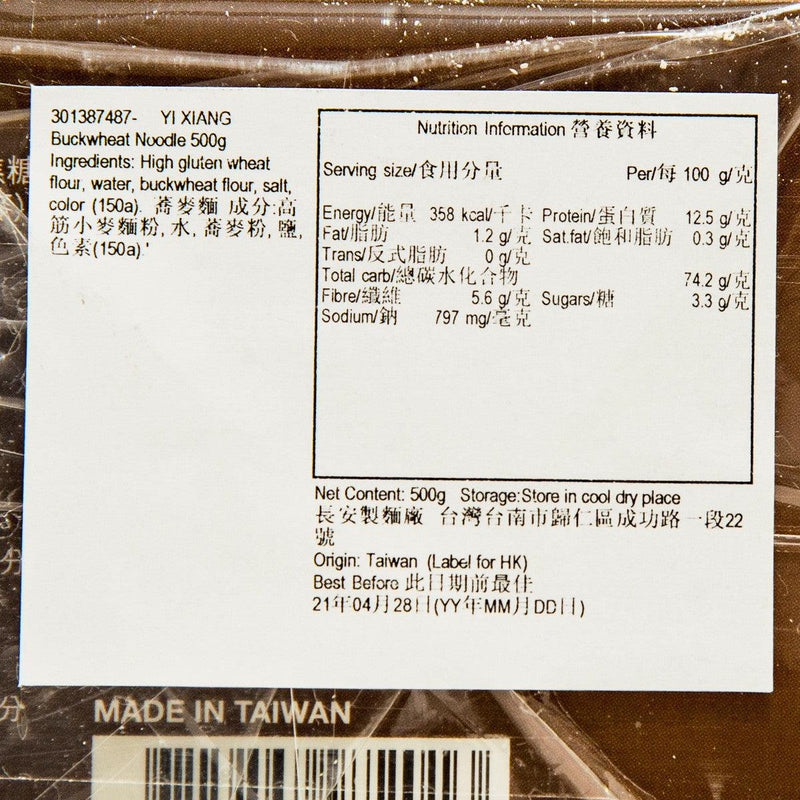 301387487- YI XIANG
Buckwheat Noodle 500g
Ingredients: High gluten wheat
flour, water, buckwheat flour, salt,
color (150a). 蕎麥麵 成分:高
筋小麥麵粉, 水, 蕎麥粉, 鹽,
色素(150a).'
Nutrition Information 營養資料
Serving size/食用分量 Per/每 100 g/克
Energy/能量 358 kcal/千卡 Protein/蛋白質 12.5 g/克
Fat/脂肪 1.2 g/克 Sat.fat/飽和脂肪 0.3 g/克
Trans/反式脂肪 0 g/克
Total carb/總碳水化合物 74.2 g/克
Fibre/纖維 5.6 g/克 Sugars/糖 3.3 g/克
Sodium/鈉 797 mg/毫克
Net Content: 500g Storage:Store in cool dry place
長安製麵廠 台灣台南市歸仁區成功路一段22
號
Origin: Taiwan (Label for HK)
Best Before 此日期前最佳
21年04月28日(YY年MM月DD日)
糖
分
分
MADE IN TAIWAN